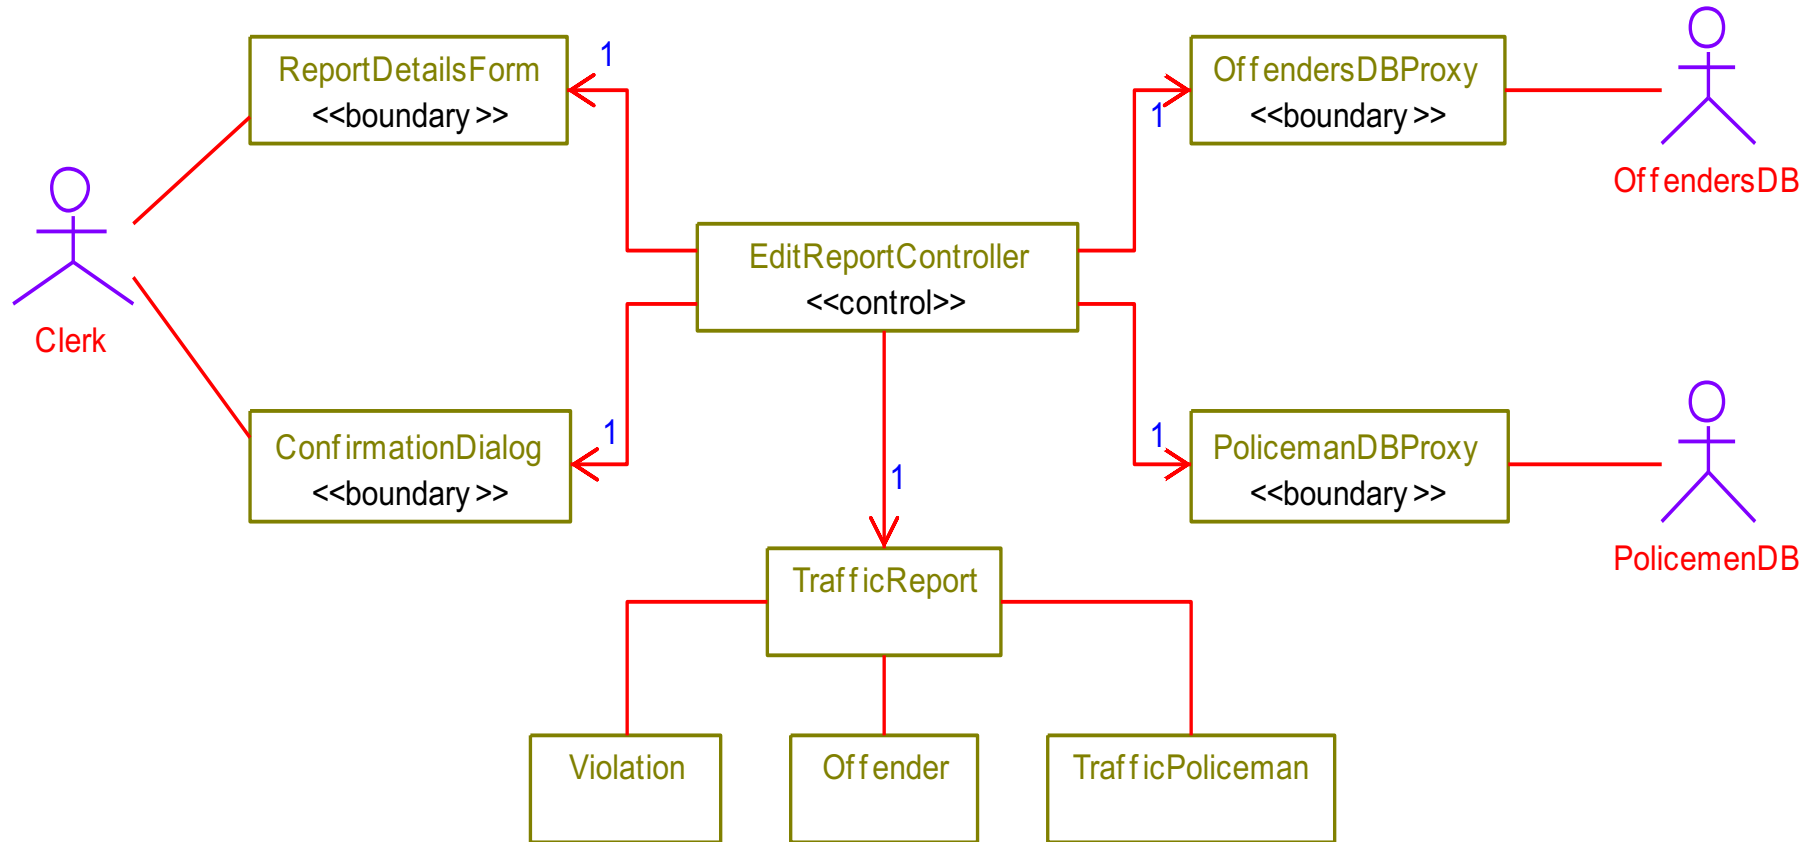 ReportDetailsForm
<<boundary>>
1
OffendersDBProxy
<<boundary>>
1
OffendersDB
Clerk
EditReportController
<<control>>
ConfirmationDialog
<<boundary>>
1
1
1
PolicemanDBProxy
<<boundary>>
PolicemenDB
TrafficReport
Violation
Offender
TrafficPoliceman